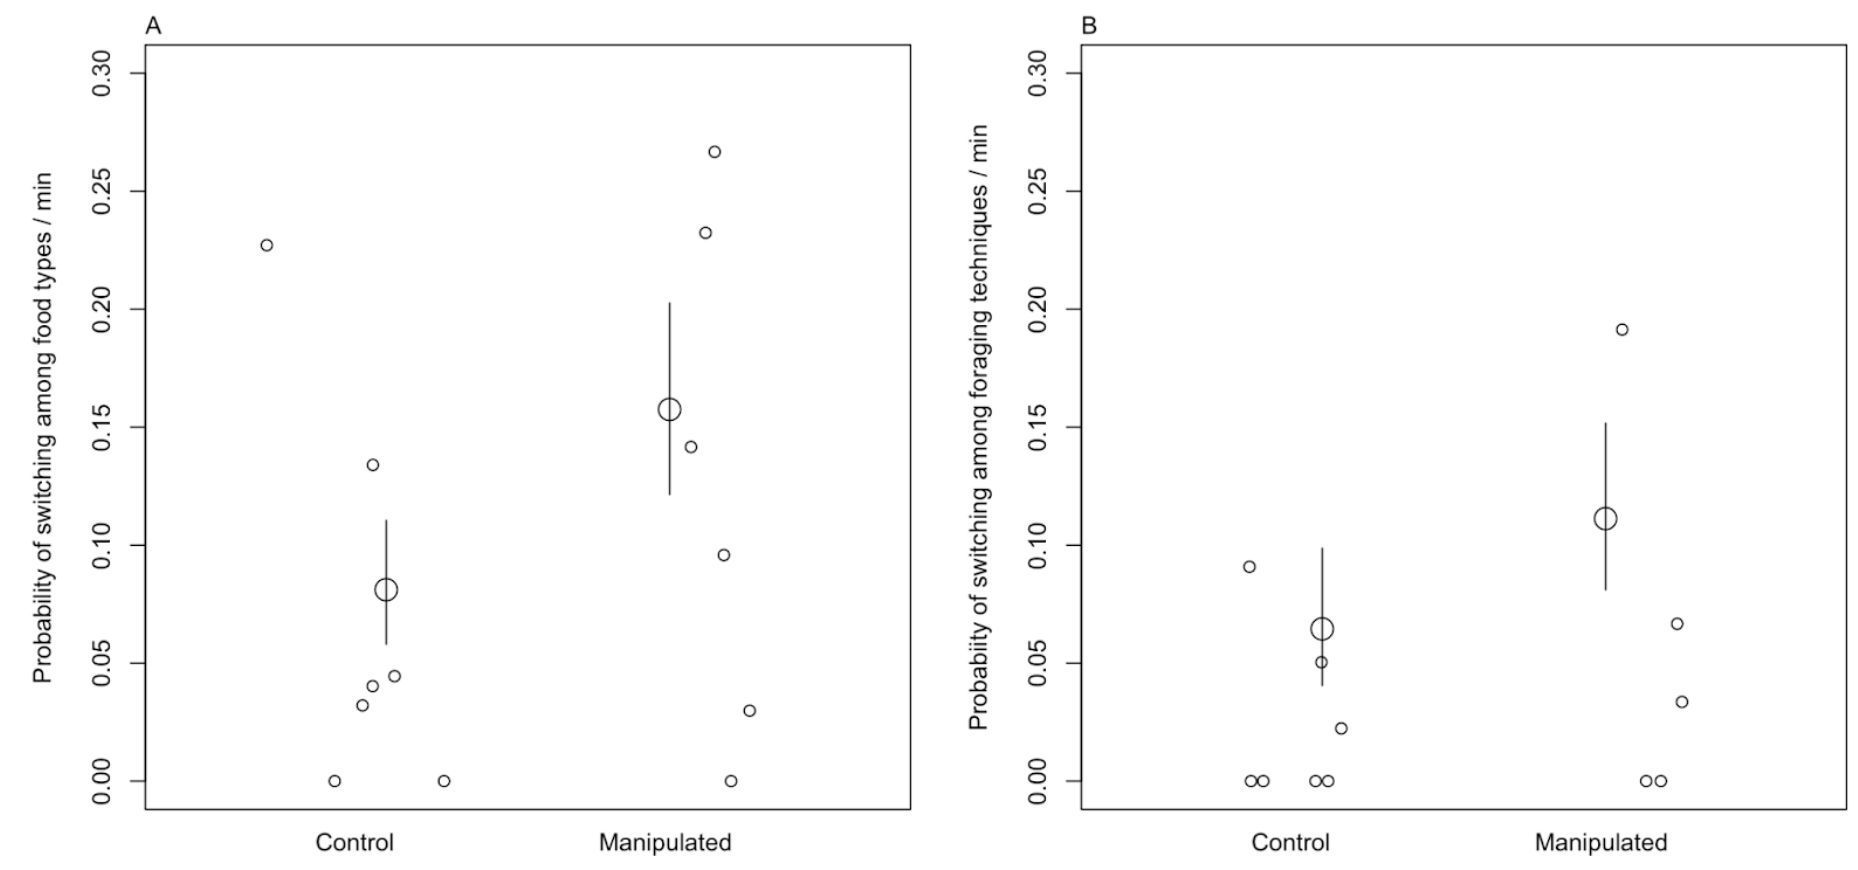 A
Probability of switching among food types / min
0.30
0.25
0.20
0.15
0.10
0.05
0.00
Control Manipulated
B
Probabliy of switching among foraging techniques / min
0.30
0.25
0.20
0.15
0.10
0.05
0.00
Control Manipulated